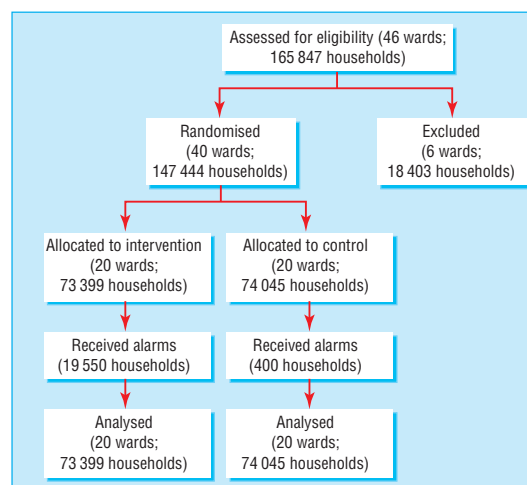 Assessed for eligibility (46 wards;
165 847 households)
Randomised
(40 wards;
147 444 households)
Excluded
(6 wards;
18 403 households)
Allocated to intervention
(20 wards;
73 399 households)
Allocated to control
(20 wards;
74 045 households)
Received alarms
(19 550 households)
Received alarms
(400 households)
Analysed
(20 wards;
73 399 households)
Analysed
(20 wards;
74 045 households)